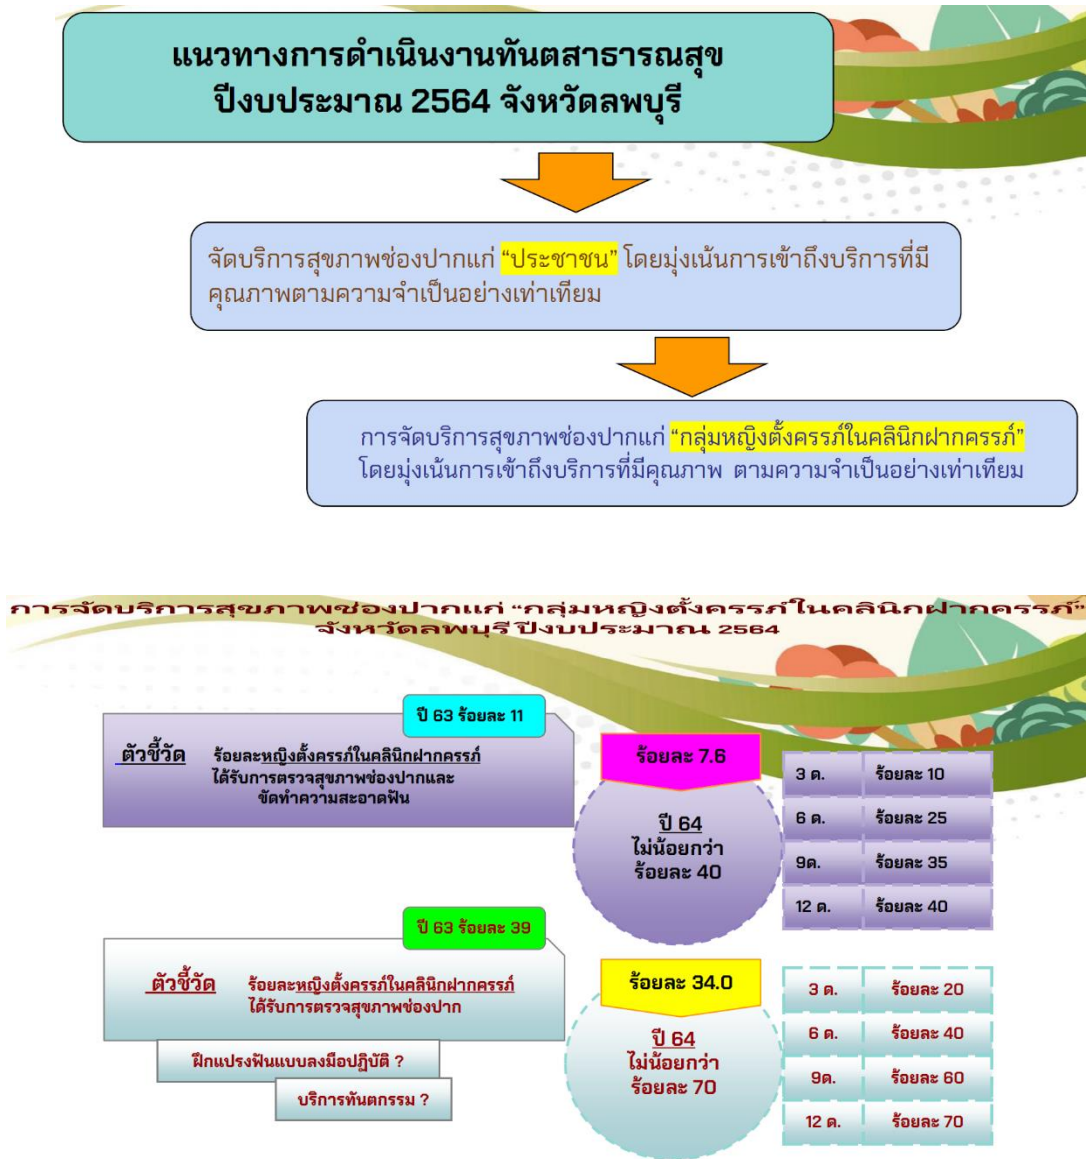 แนวทางการดำเนินงานทันตสาธารณสุข
ปีงบประมาณ 2564 จังหวัดลพบุรี
จัดบริการสุขภาพช่องปากแก่ “ประชาชน” โดยมุ่งเน้นการเข้าถึงบริการที่มี
คุณภาพตามความจำเป็นอย่างเท่าเทียม
การจัดบริการสุขภาพช่องปากแก่ “กลุ่มหญิงตั้งครรภ์ในคลินิกฝากครรภ์”
โดยมุ่งเน้นการเข้าถึงบริการที่มีคุณภาพ ตามความจำเป็นอย่างเท่าเทียม
การจัดบริการสุขภาพช่องปากแก่ “กลุ่มหญิงตั้งครรภ์ในคลินิกฝากครรภ์”
จังหวัดลพบุรี ปีงบประมาณ 2564
ปี 63 ร้อยละ 11
ตัวชี้วัด ร้อยละหญิงตั้งครรภ์ในคลินิกฝากครรภ์
ได้รับการตรวจสุขภาพช่องปากและ
ขัดทำความสะอาดฟัน
ร้อยละ 7.6
ปี 64
ไม่น้อยกว่า
ร้อยละ 40
3 ด. ร้อยละ 10
6 ด. ร้อยละ 25
9ด. ร้อยละ 35
12 ด. ร้อยละ 40
ปี 63 ร้อยละ 39
ตัวชี้วัด ร้อยละหญิงตั้งครรภ์ในคลินิกฝากครรภ์
ได้รับการตรวจสุขภาพช่องปาก
ฝึกแปรงฟันแบบลงมือปฏิบัติ ?
บริการทันตกรรม ?
ร้อยละ 34.0
ปี 64
ไม่น้อยกว่า
ร้อยละ 70
3 ด. ร้อยละ 20
6 ด. ร้อยละ 40
9ด. ร้อยละ 60
12 ด. ร้อยละ 70